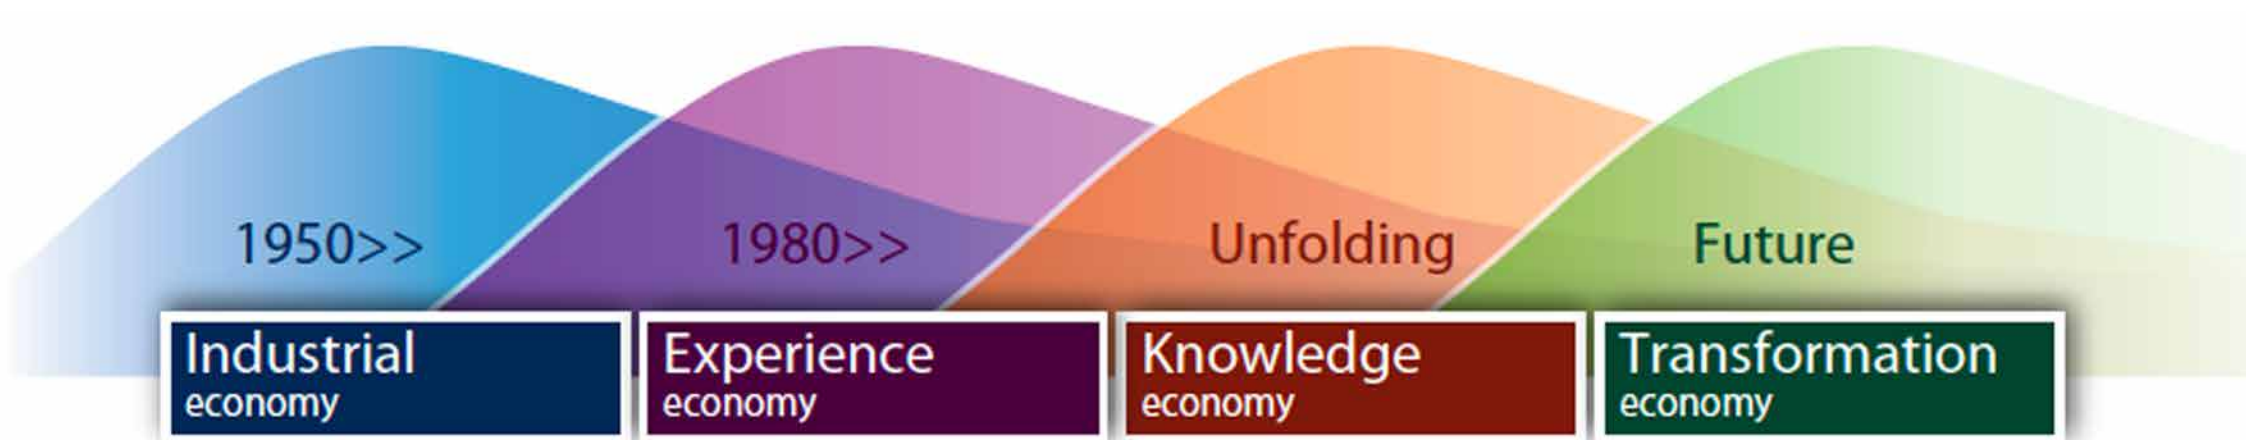 1950>>
1980>>
Unfolding
Future
Industrial
economy
Experience
economy
Knowledge
economy
Transformation
economy